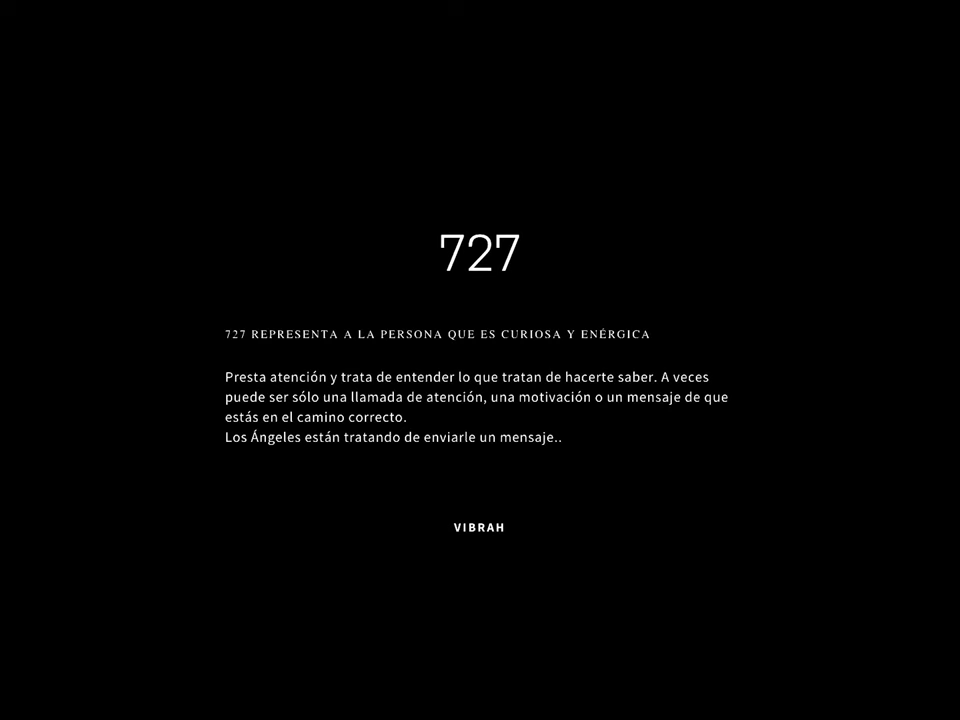 727
727 REPRESENTA A LA PERSONA QUE ES CURIOSA Y ENÉRGICA
Presta atención y trata de entender lo que tratan de hacerte saber. A veces
puede ser sólo una llamada de atención, una motivación o un mensaje de que
estás en el camino correcto.
Los Ángeles están tratando de enviarle un mensaje..
VIBRAH